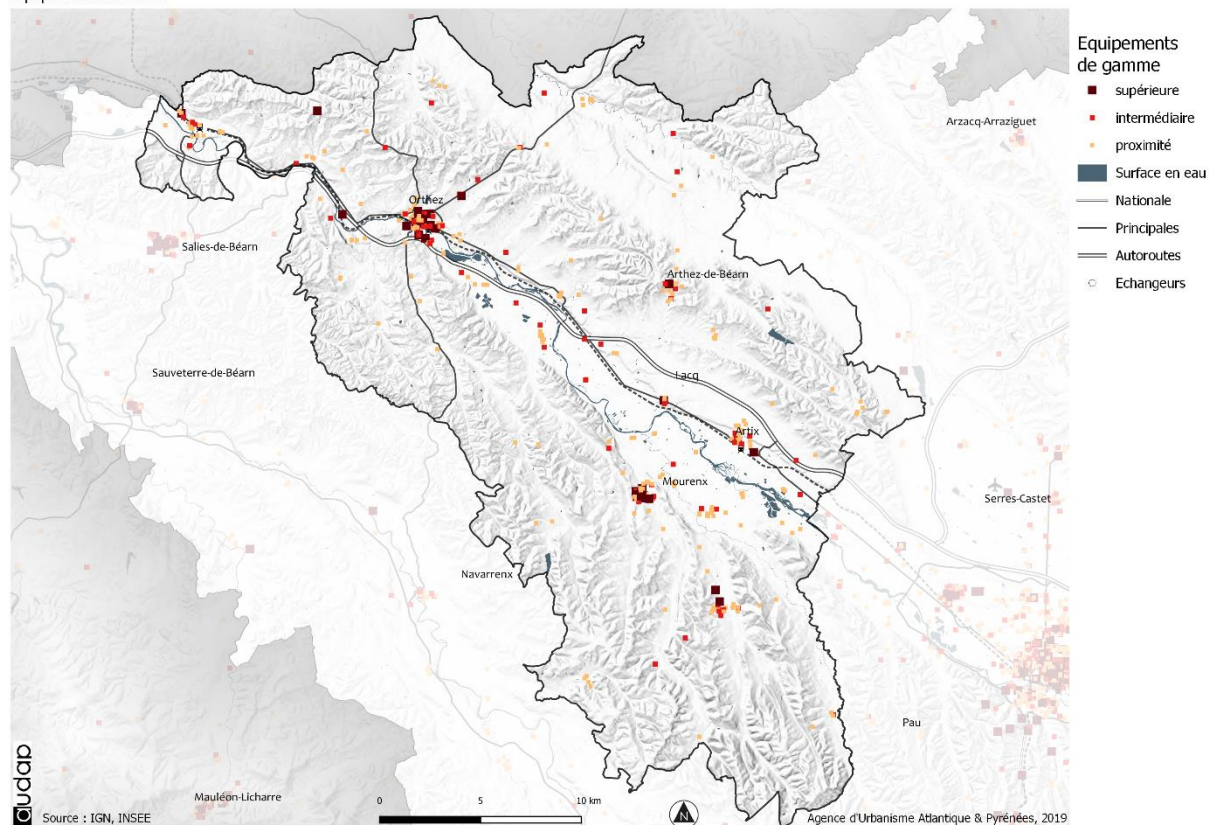 Equipements
de gamme
supérieure
intermédiaire
proximité
Surface en eau
Nationale
Principales
Autoroutes
Echangeurs
Arzacq-Arraziguet
Orthez
Salies-de-Béarn
Arthez-de-Béarn
Sauveterre-de-Béarn
Lacq
Artix
Mourenx
Serres-Castet
Navarrenx
Pau
Mauléon-Licharre
audap
Source : IGN, INSEE
0 5 10 km
N
Agence d'Urbanisme Atlantique & Pyrénées, 2019